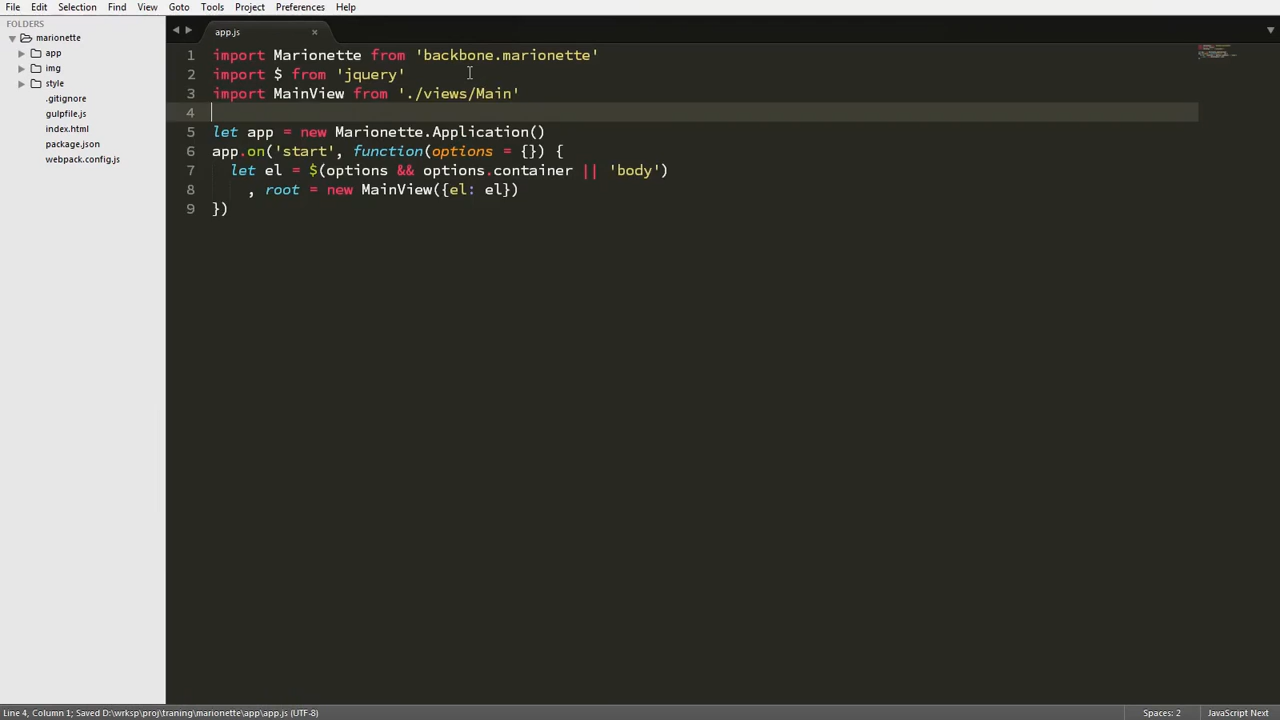 File Edit Selection Find View Goto Tools Project Preferences Help
FOLDERS
marionette
app
img
style
.gitignore
gulpfile.js
index.html
package.json
webpack.config.js
app.js ×
1 import Marionette from 'backbone.marionette'
2 import $ from 'jquery'
3 import MainView from './views/Main'
4
5 let app = new Marionette.Application()
6 app.on('start', function(options = {}) {
7 let el = $(options && options.container || 'body')
8 , root = new MainView({el: el})
9 })
Line 4, Column 1; Saved D:\wrksp\proj\traning\marionette\app\app.js (UTF-8)
Spaces: 2
JavaScript Next